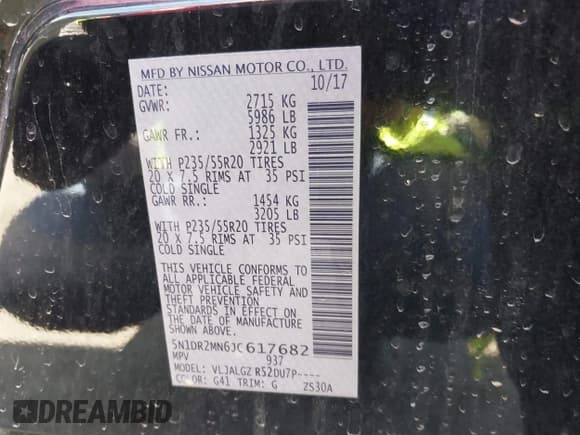 MFD BY NISSAN MOTOR CO., LTD.
DATE: 10/17
GVWR: 2715 KG
5986 LB
GAWR FR.: 1325 KG
2921 LB
WITH P235/55R20 TIRES
20 X 7.5 RIMS AT 35 PSI
COLD SINGLE
GAWR RR.: 1454 KG
3205 LB
WITH P235/55R20 TIRES
20 X 7.5 RIMS AT 35 PSI
COLD SINGLE
THIS VEHICLE CONFORMS TO
ALL APPLICABLE FEDERAL
MOTOR VEHICLE SAFETY AND
THEFT PREVENTION
STANDARDS IN EFFECT ON
THE DATE OF MANUFACTURE
SHOWN ABOVE.
5N1DR2MN6JC617682
MPV 937
MODEL: VLJALGZ R52DU7P----
COLOR: G41 TRIM: G ZS30A
DREAMBID